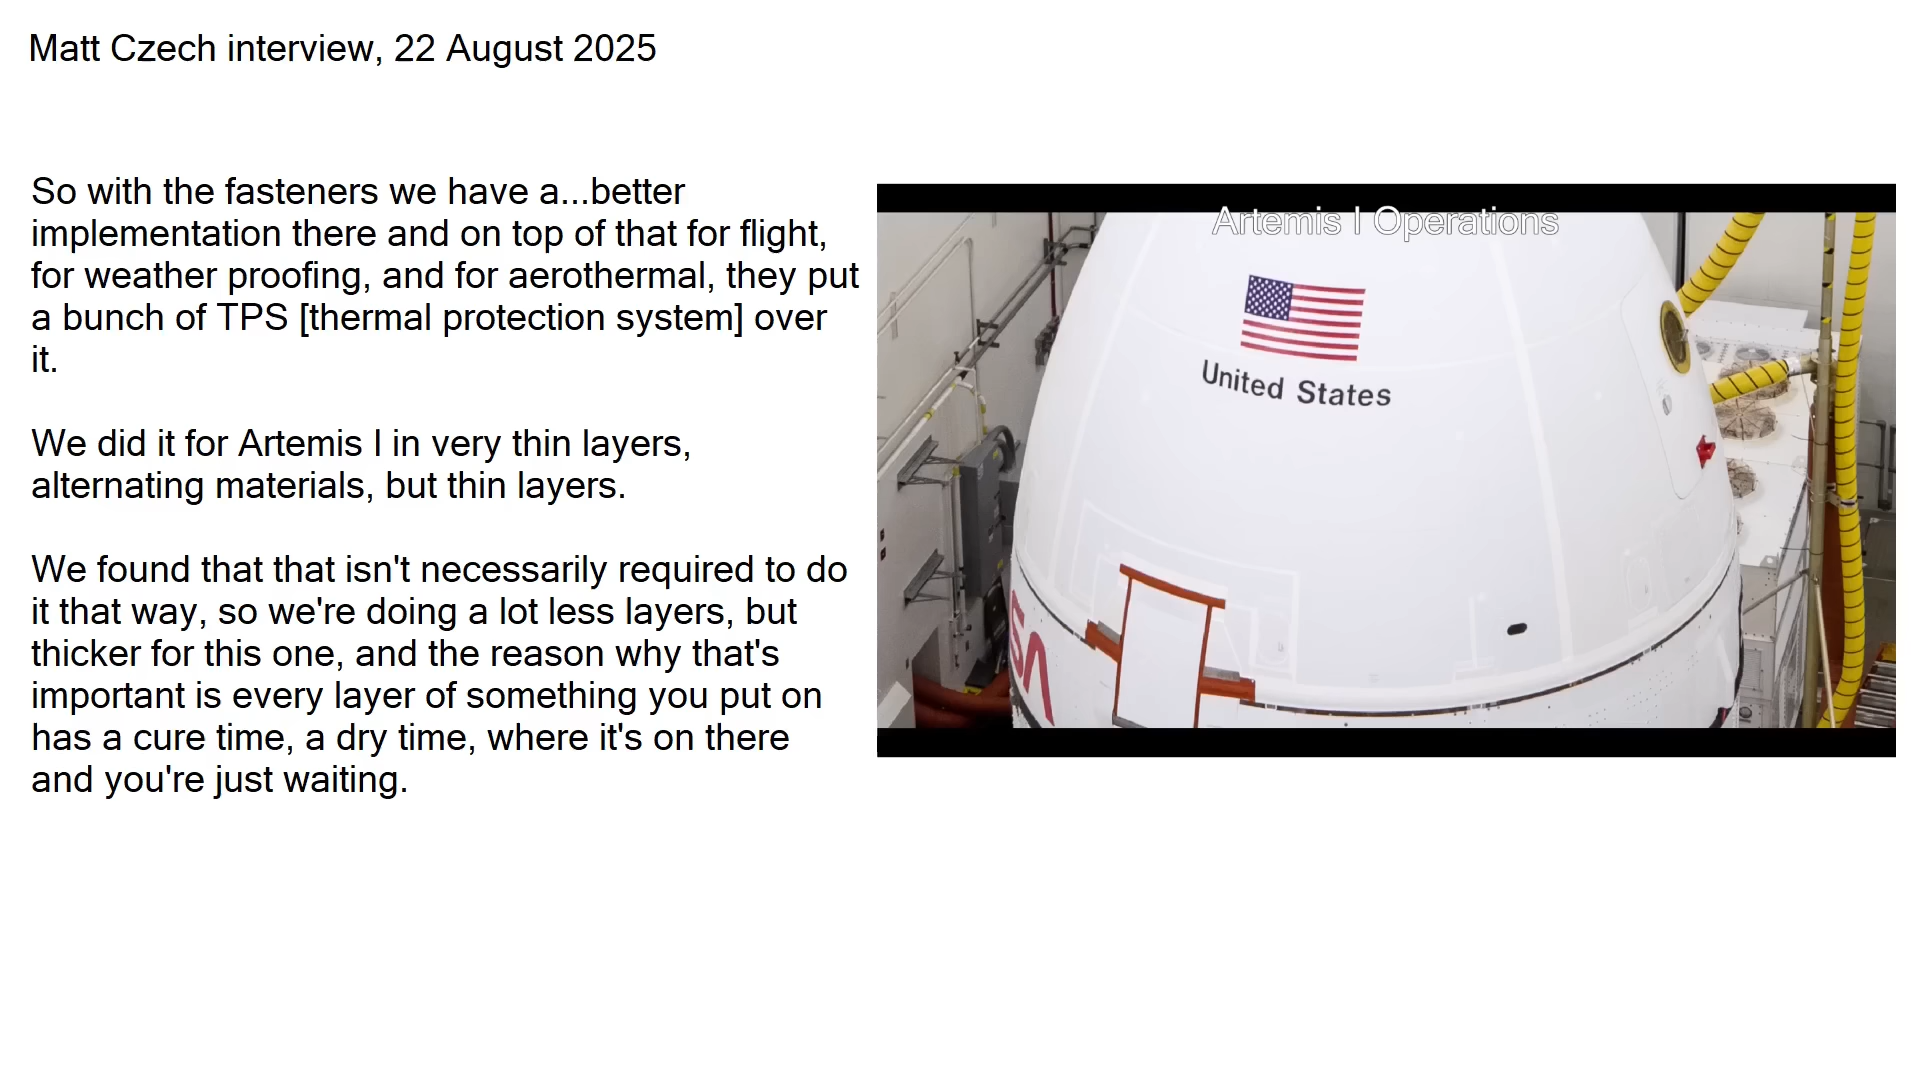 Matt Czech interview, 22 August 2025
So with the fasteners we have a...better
implementation there and on top of that for flight,
for weather proofing, and for aerothermal, they put
a bunch of TPS [thermal protection system] over
it.
We did it for Artemis I in very thin layers,
alternating materials, but thin layers.
We found that that isn't necessarily required to do
it that way, so we're doing a lot less layers, but
thicker for this one, and the reason why that's
important is every layer of something you put on
has a cure time, a dry time, where it's on there
and you're just waiting.
Artemis I Operations
United States